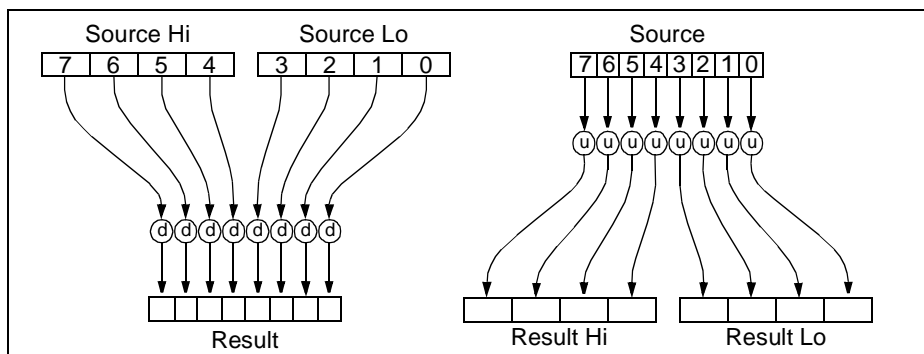 Source Hi
Source Lo
7 6 5 4
3 2 1 0
d d d d d d d d
Result
Source
7 6 5 4 3 2 1 0
u u u u u u u u
Result Hi
Result Lo